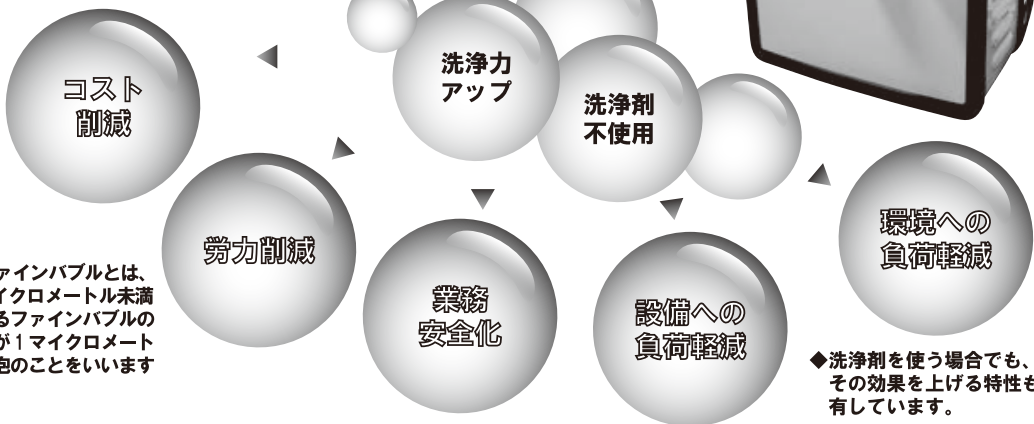 洗浄力
アップ
洗浄剤
不使用
コスト
削減
労力削減
業務
安全化
設備への
負荷軽減
環境への
負荷軽減
ァインバブルとは、
イクロメートル未満
るファインバブルの
が1マイクロメート
泡のことをいいます
◆洗浄剤を使う場合でも、
その効果を上げる特性も
有しています。